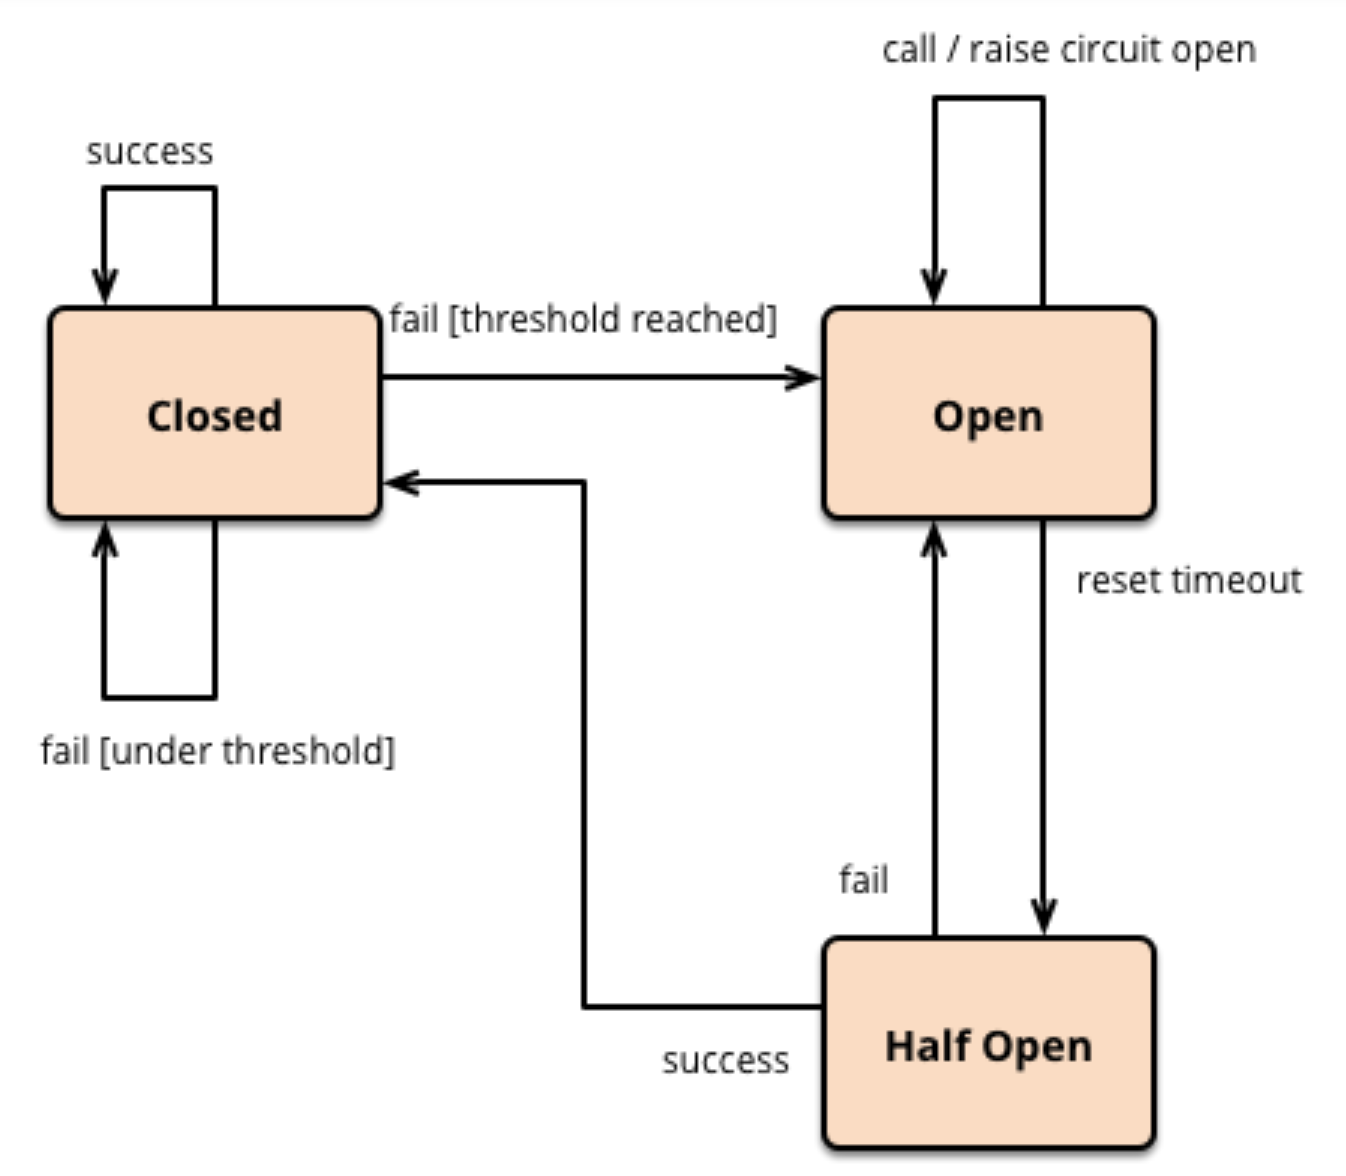 call / raise circuit open
success
fail [threshold reached]
Closed
Open
reset timeout
fail [under threshold]
fail
Half Open
success